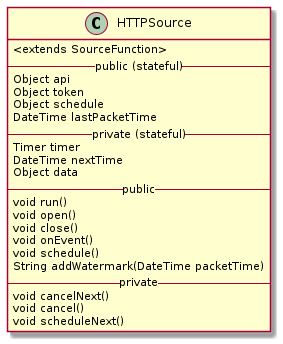 C HTTPSource
<extends SourceFunction>
public (stateful)
Object api
Object token
Object schedule
DateTime lastPacketTime
private (stateful)
Timer timer
DateTime nextTime
Object data
public
void run()
void open()
void close()
void onEvent()
void schedule()
String addWatermark(DateTime packetTime)
private
void cancelNext()
void cancel()
void scheduleNext()